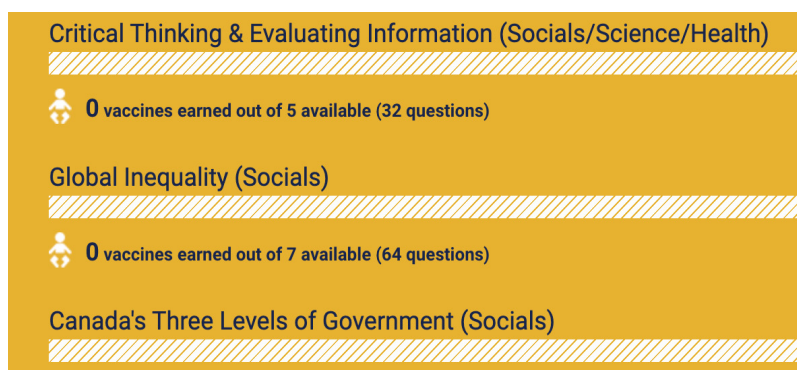 Critical Thinking & Evaluating Information (Socials/Science/Health)
0 vaccines earned out of 5 available (32 questions)
Global Inequality (Socials)
0 vaccines earned out of 7 available (64 questions)
Canada's Three Levels of Government (Socials)